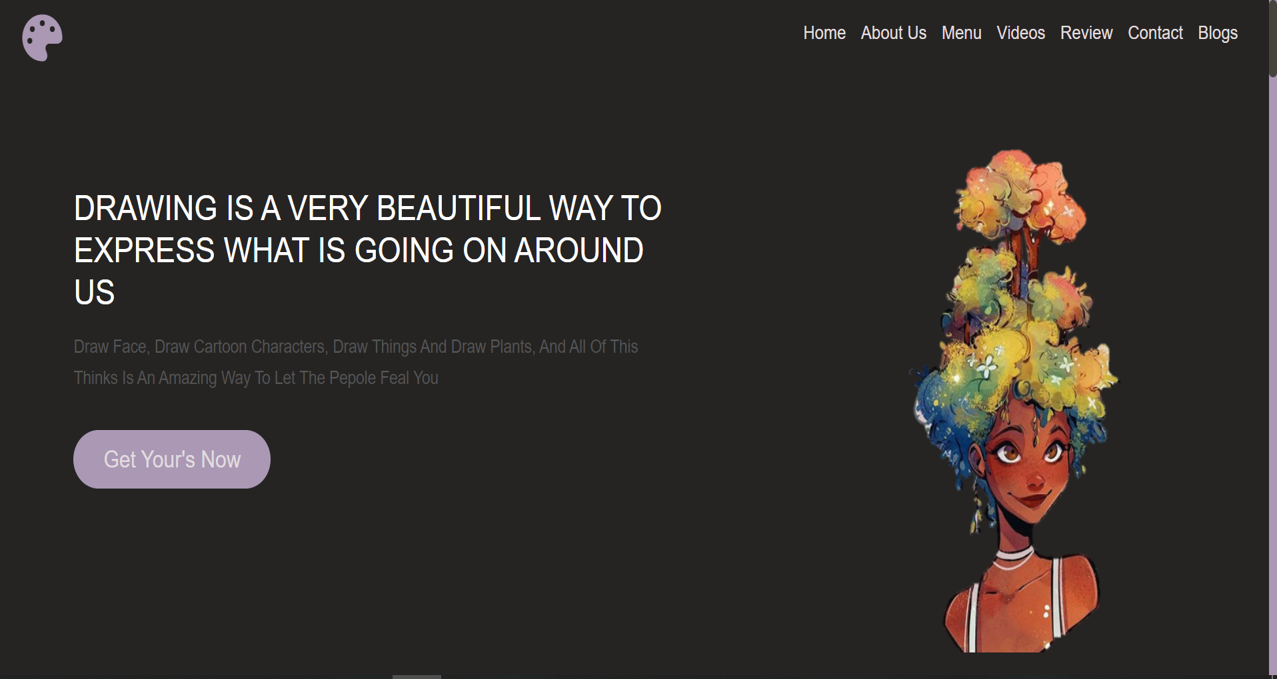 Home About Us Menu Videos Review Contact Blogs
DRAWING IS A VERY BEAUTIFUL WAY TO
EXPRESS WHAT IS GOING ON AROUND
US
Draw Face, Draw Cartoon Characters, Draw Things And Draw Plants, And All Of This
Thinks Is An Amazing Way To Let The Pepole Feal You
Get Your's Now